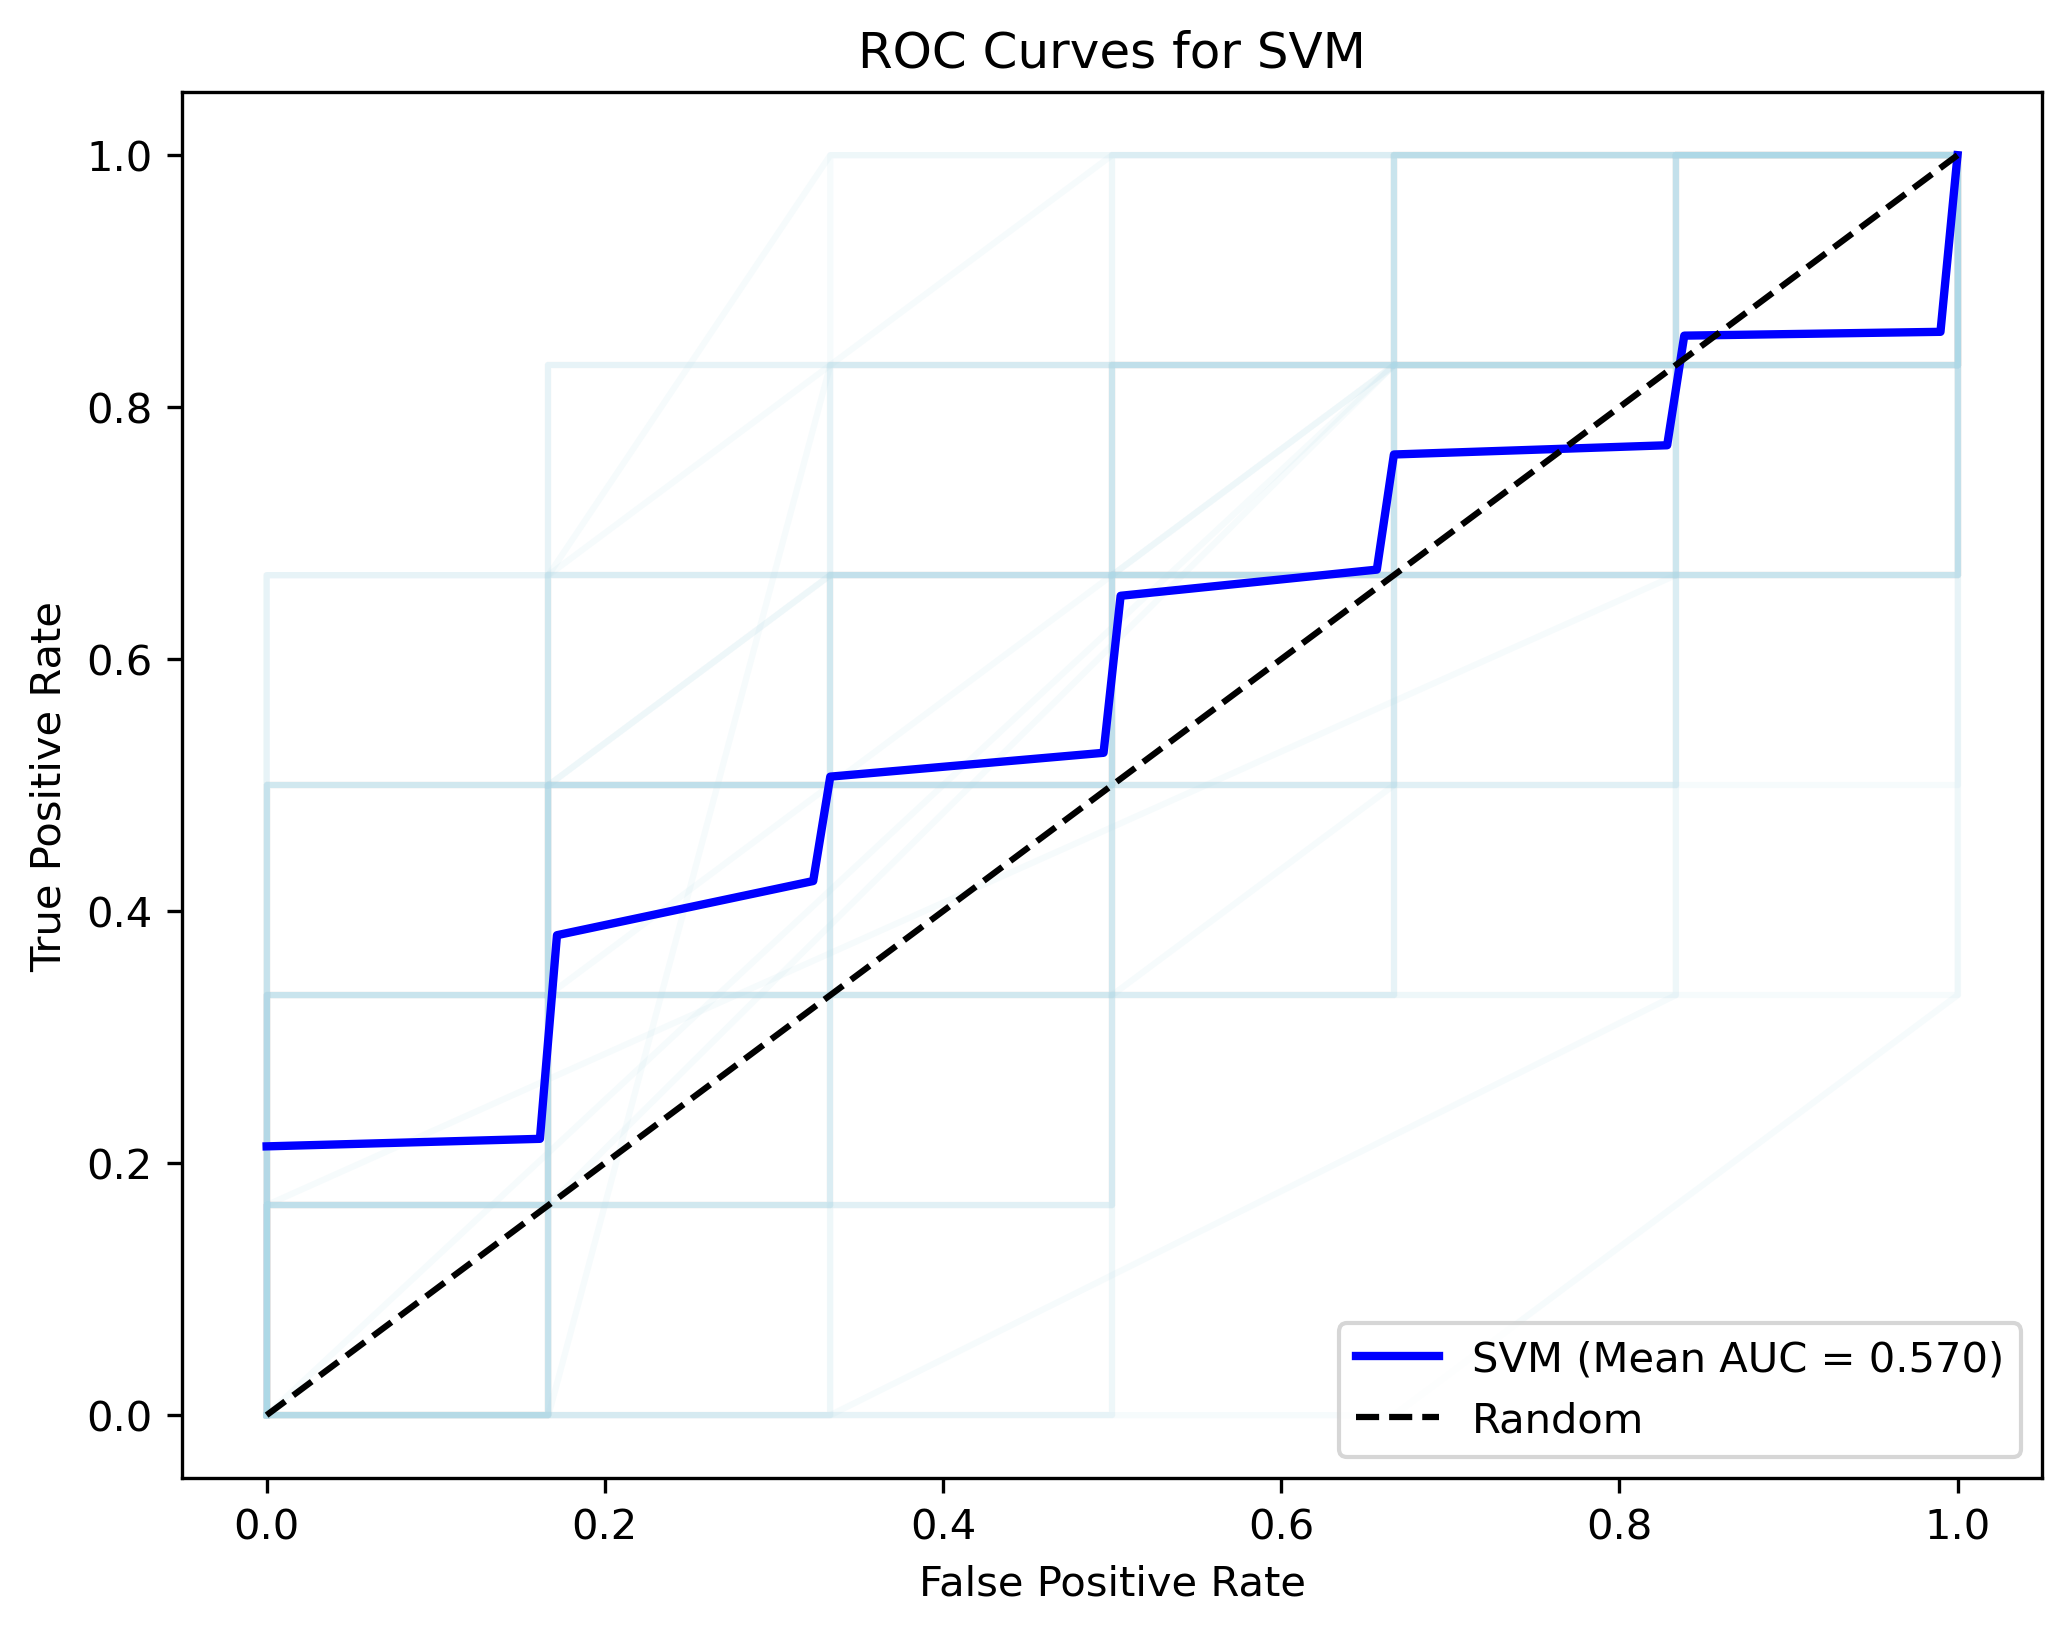 ROC Curves for SVM
True Positive Rate
1.0
0.8
0.6
0.4
0.2
0.0
0.0 0.2 0.4 0.6 0.8 1.0
False Positive Rate
SVM (Mean AUC = 0.570)
Random